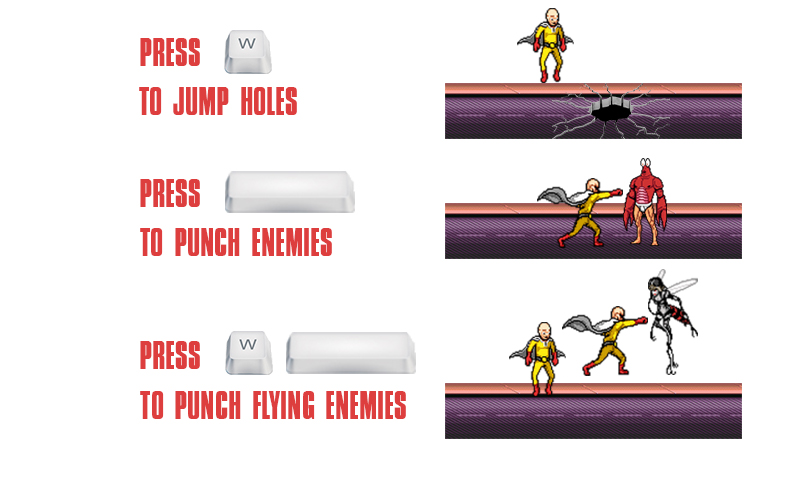 PRESS W
TO JUMP HOLES
PRESS
TO PUNCH ENEMIES
PRESS W
TO PUNCH FLYING ENEMIES